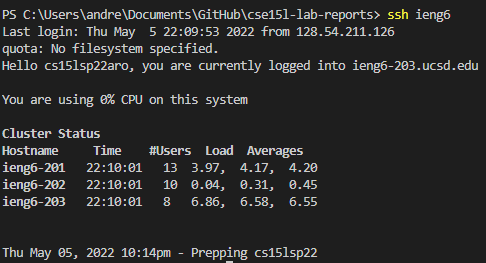 PS C:\Users\andre\Documents\GitHub\cse15l-lab-reports> ssh ieng6
Last login: Thu May  5 22:09:53 2022 from 128.54.211.126
quota: No filesystem specified.
Hello cs15lsp22aro, you are currently logged into ieng6-203.ucsd.edu
You are using 0% CPU on this system
Cluster Status
Hostname     Time    #Users  Load  Averages
ieng6-201   22:10:01   13  3.97,  4.17,  4.20
ieng6-202   22:10:01   10  0.04,  0.31,  0.45
ieng6-203   22:10:01   8   6.86,  6.58,  6.55
Thu May 05, 2022 10:14pm - Prepping cs15lsp22